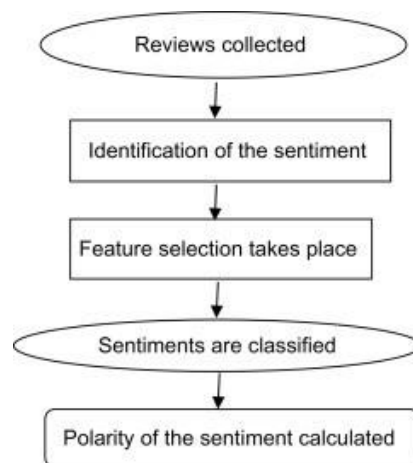 Reviews collected
Identification of the sentiment
Feature selection takes place
Sentiments are classified
Polarity of the sentiment calculated